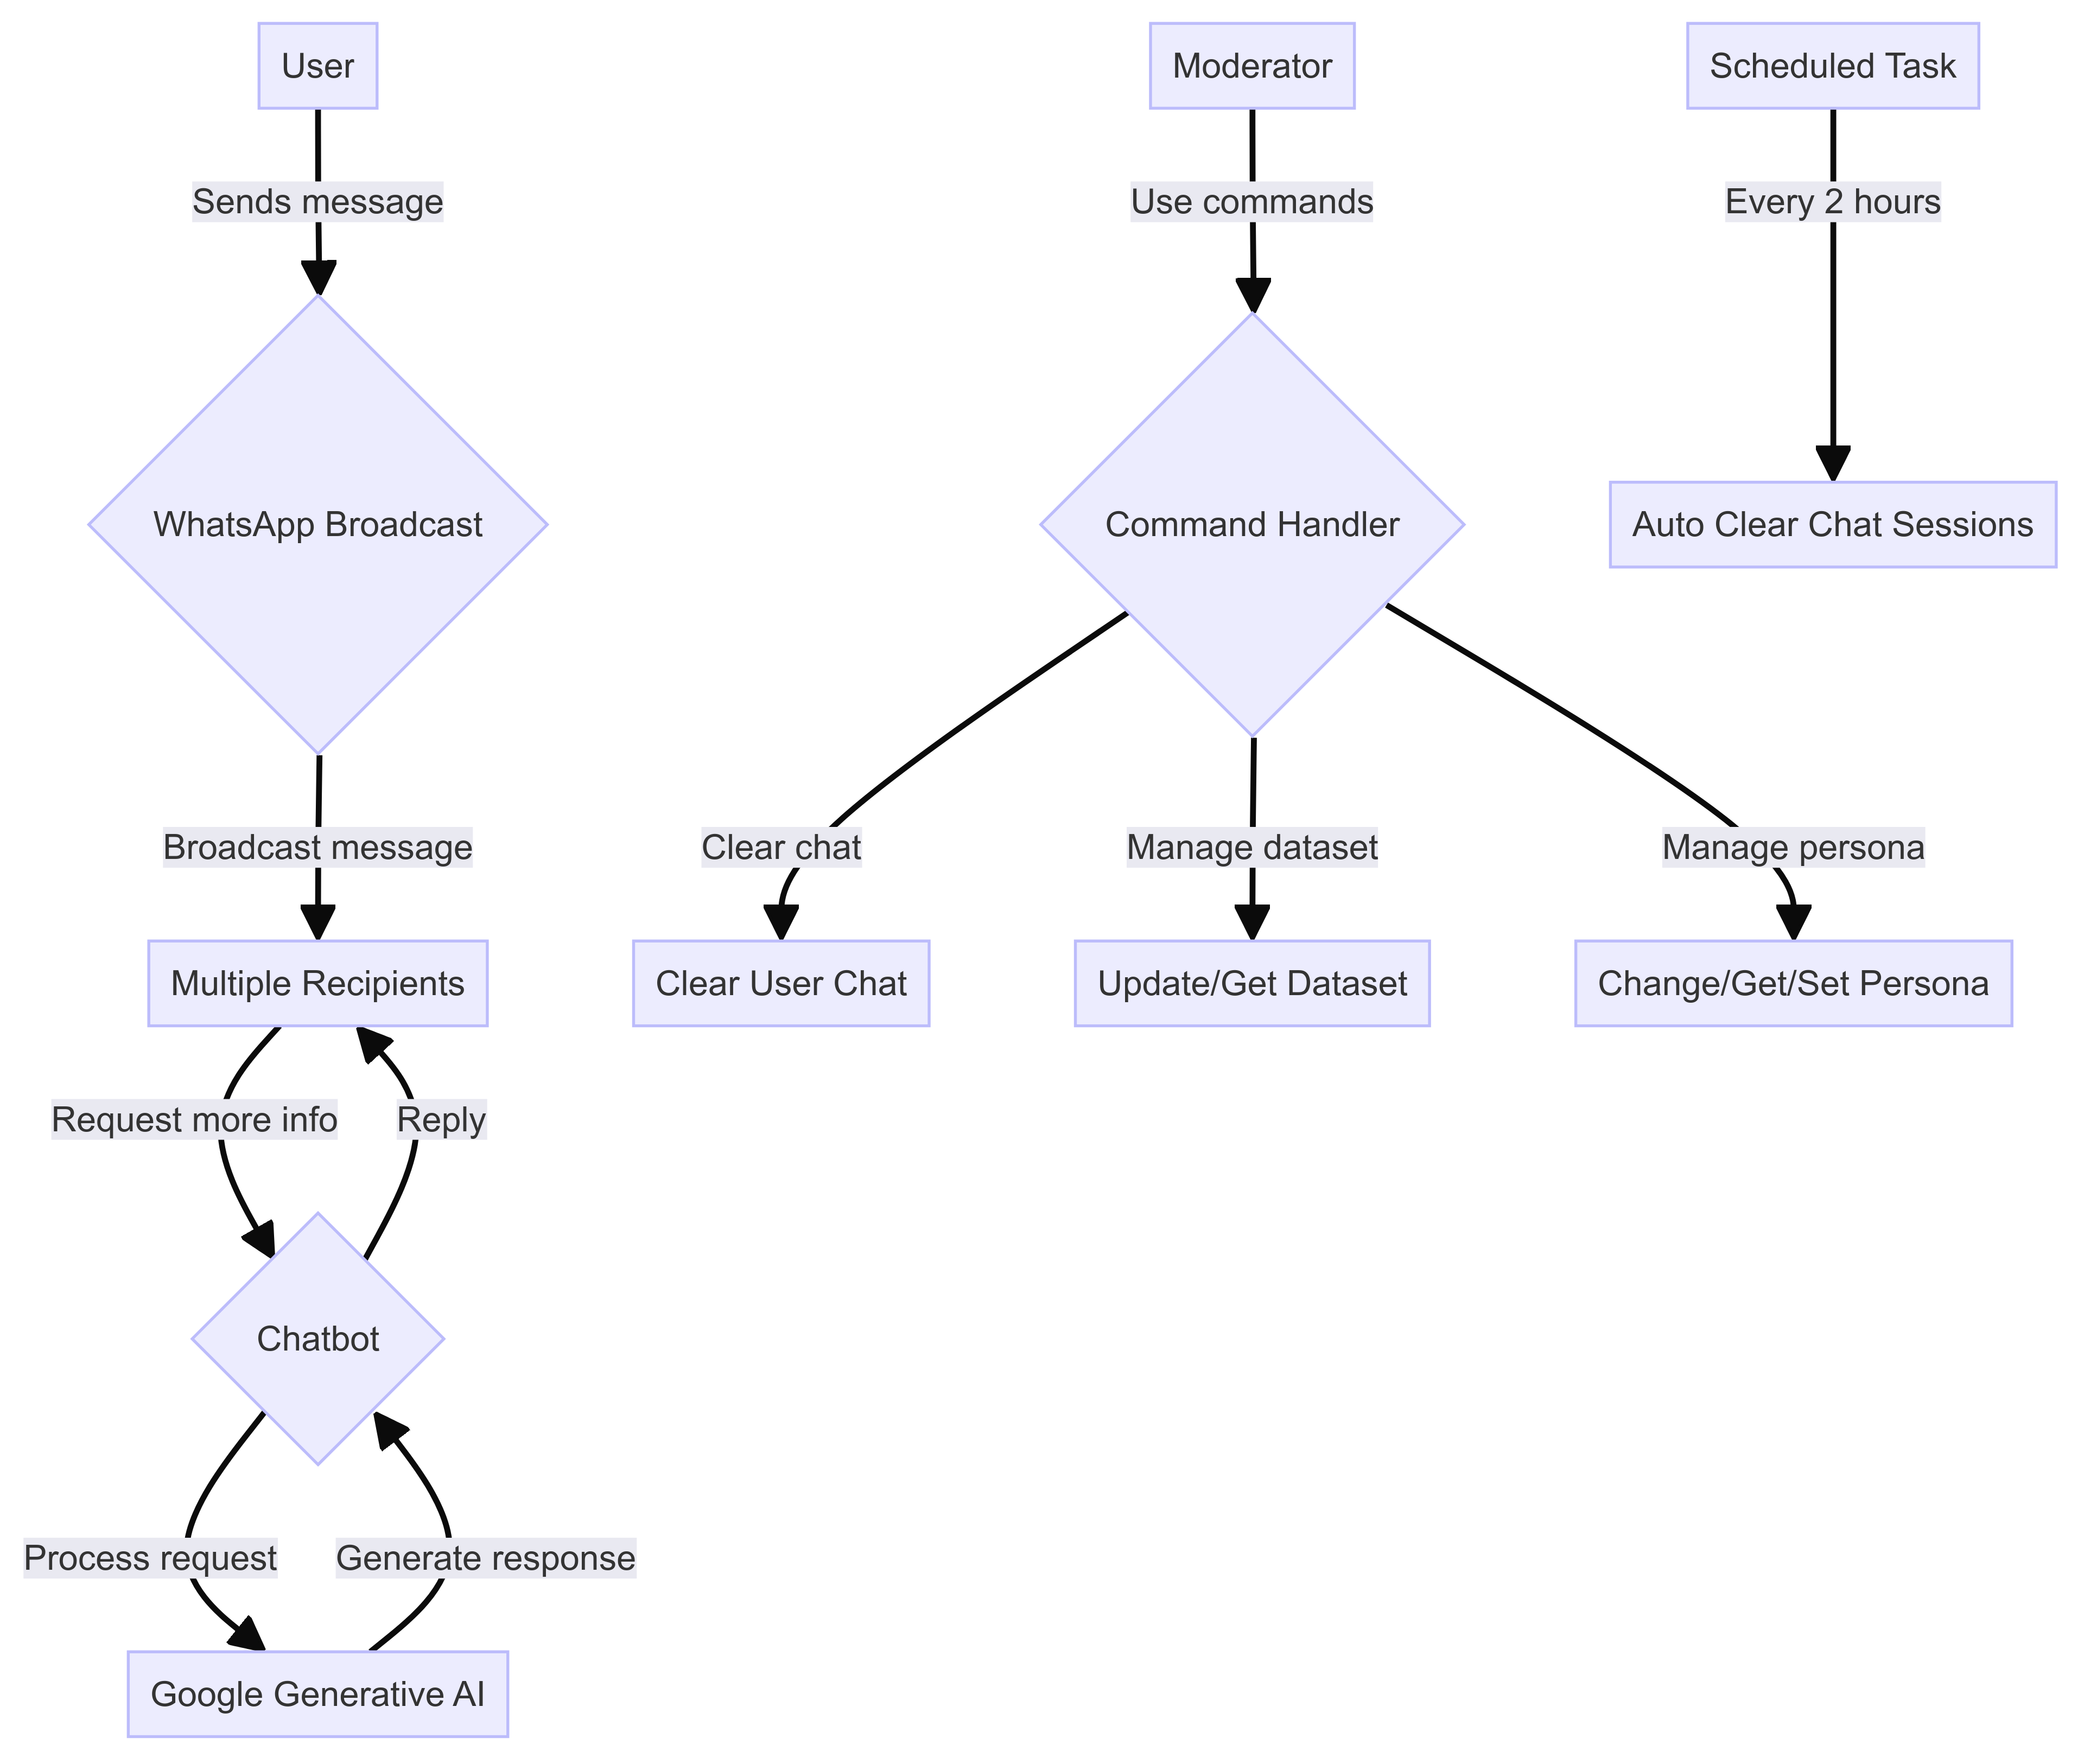 User
Moderator
Scheduled Task
Sends message
Use commands
Every 2 hours
WhatsApp Broadcast
Command Handler
Auto Clear Chat Sessions
Broadcast message
Clear chat
Manage dataset
Manage persona
Multiple Recipients
Clear User Chat
Update/Get Dataset
Change/Get/Set Persona
Request more info
Reply
Chatbot
Process request
Generate response
Google Generative AI